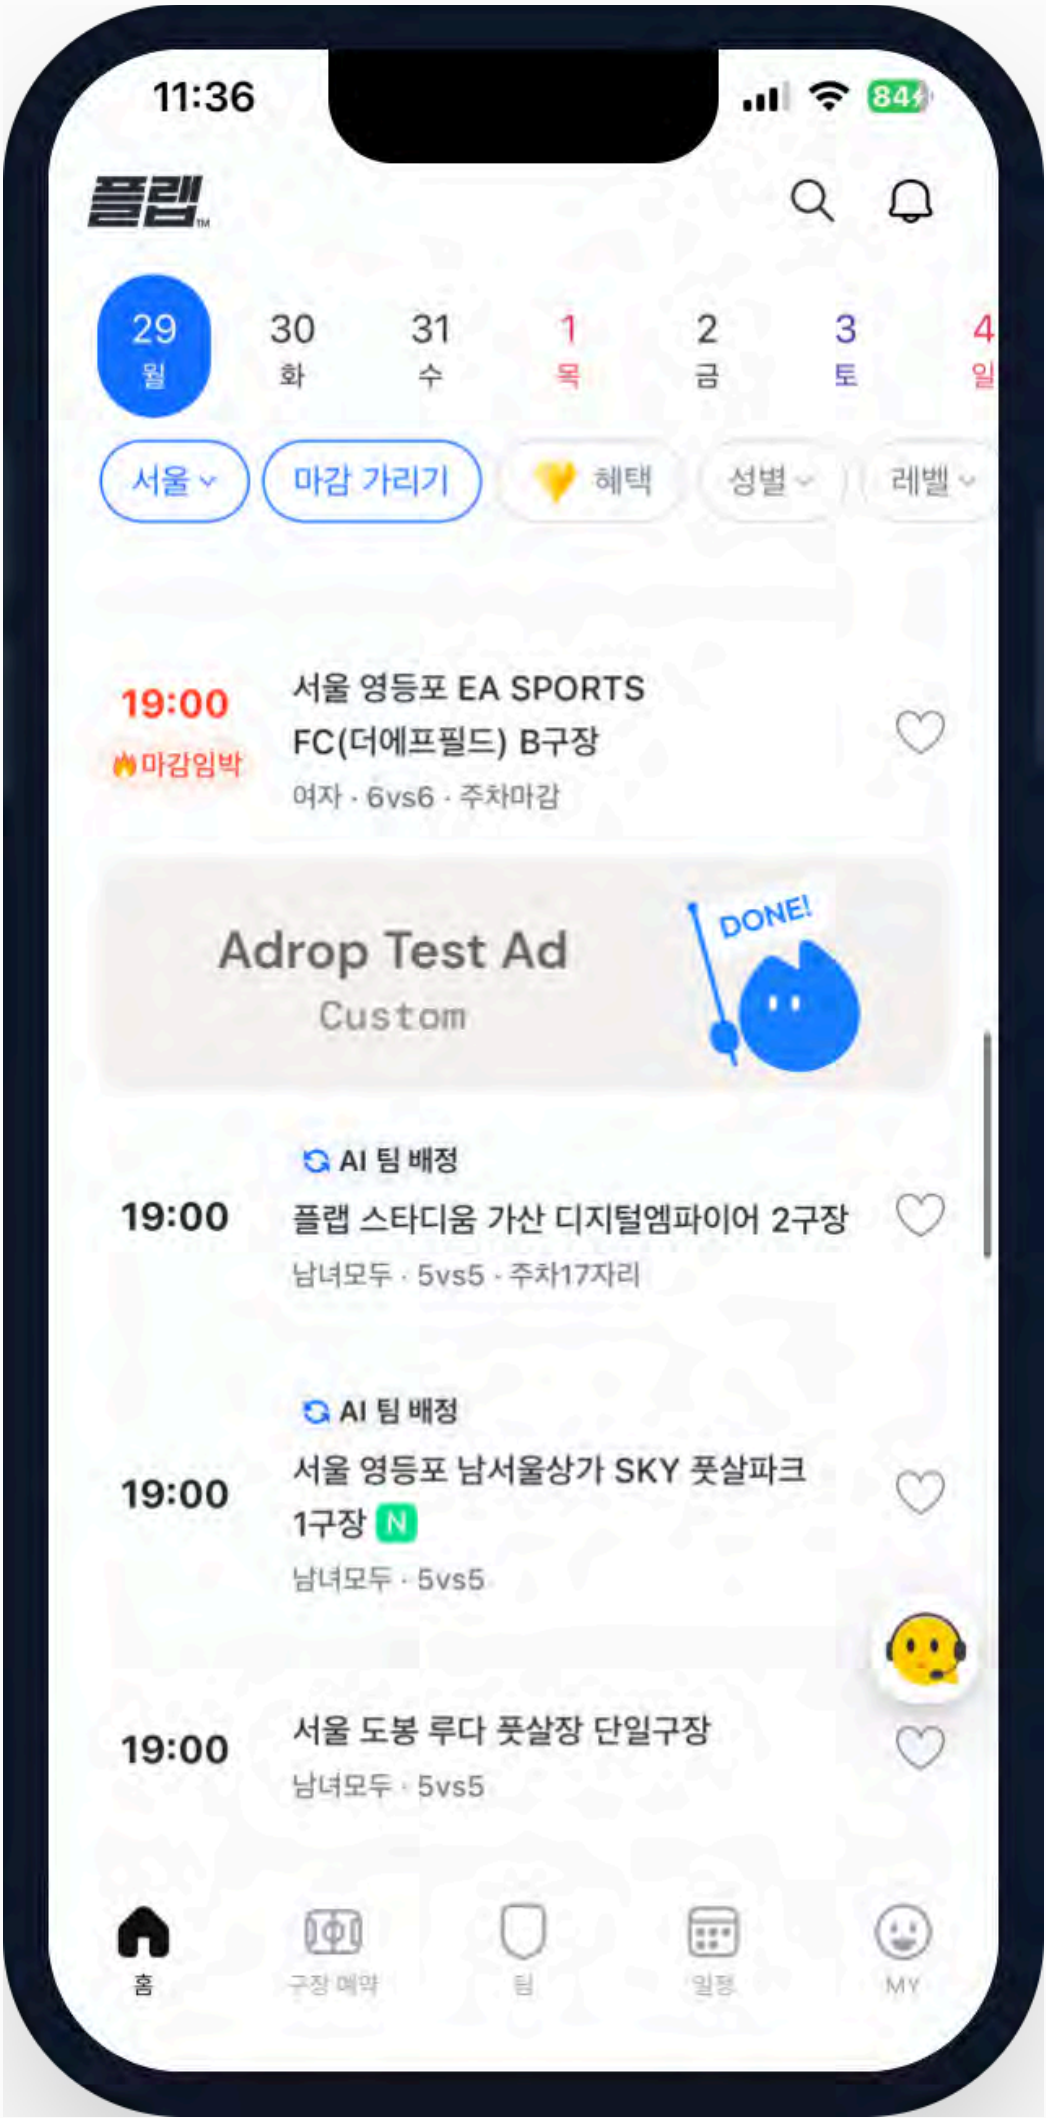 11:36
84
플랩 TM
29 30 31 1 2 3 4
월 화 수 목 금 토 일
서울 마감 가리기 혜택 성별 레벨
19:00
마감임박
서울 영등포 EA SPORTS
FC(더에프필드) B구장
여자 · 6vs6 · 주차마감
Adrop Test Ad
Custom
DONE!
AI 팀 배정
19:00
플랩 스타디움 가산 디지털엠파이어 2구장
남녀모두 · 5vs5 · 주차17자리
AI 팀 배정
19:00
서울 영등포 남서울상가 SKY 풋살파크
1구장 N
남녀모두 · 5vs5
19:00
서울 도봉 루다 풋살장 단일구장
남녀모두 · 5vs5
홈 구장 예약 팀 일정 MY